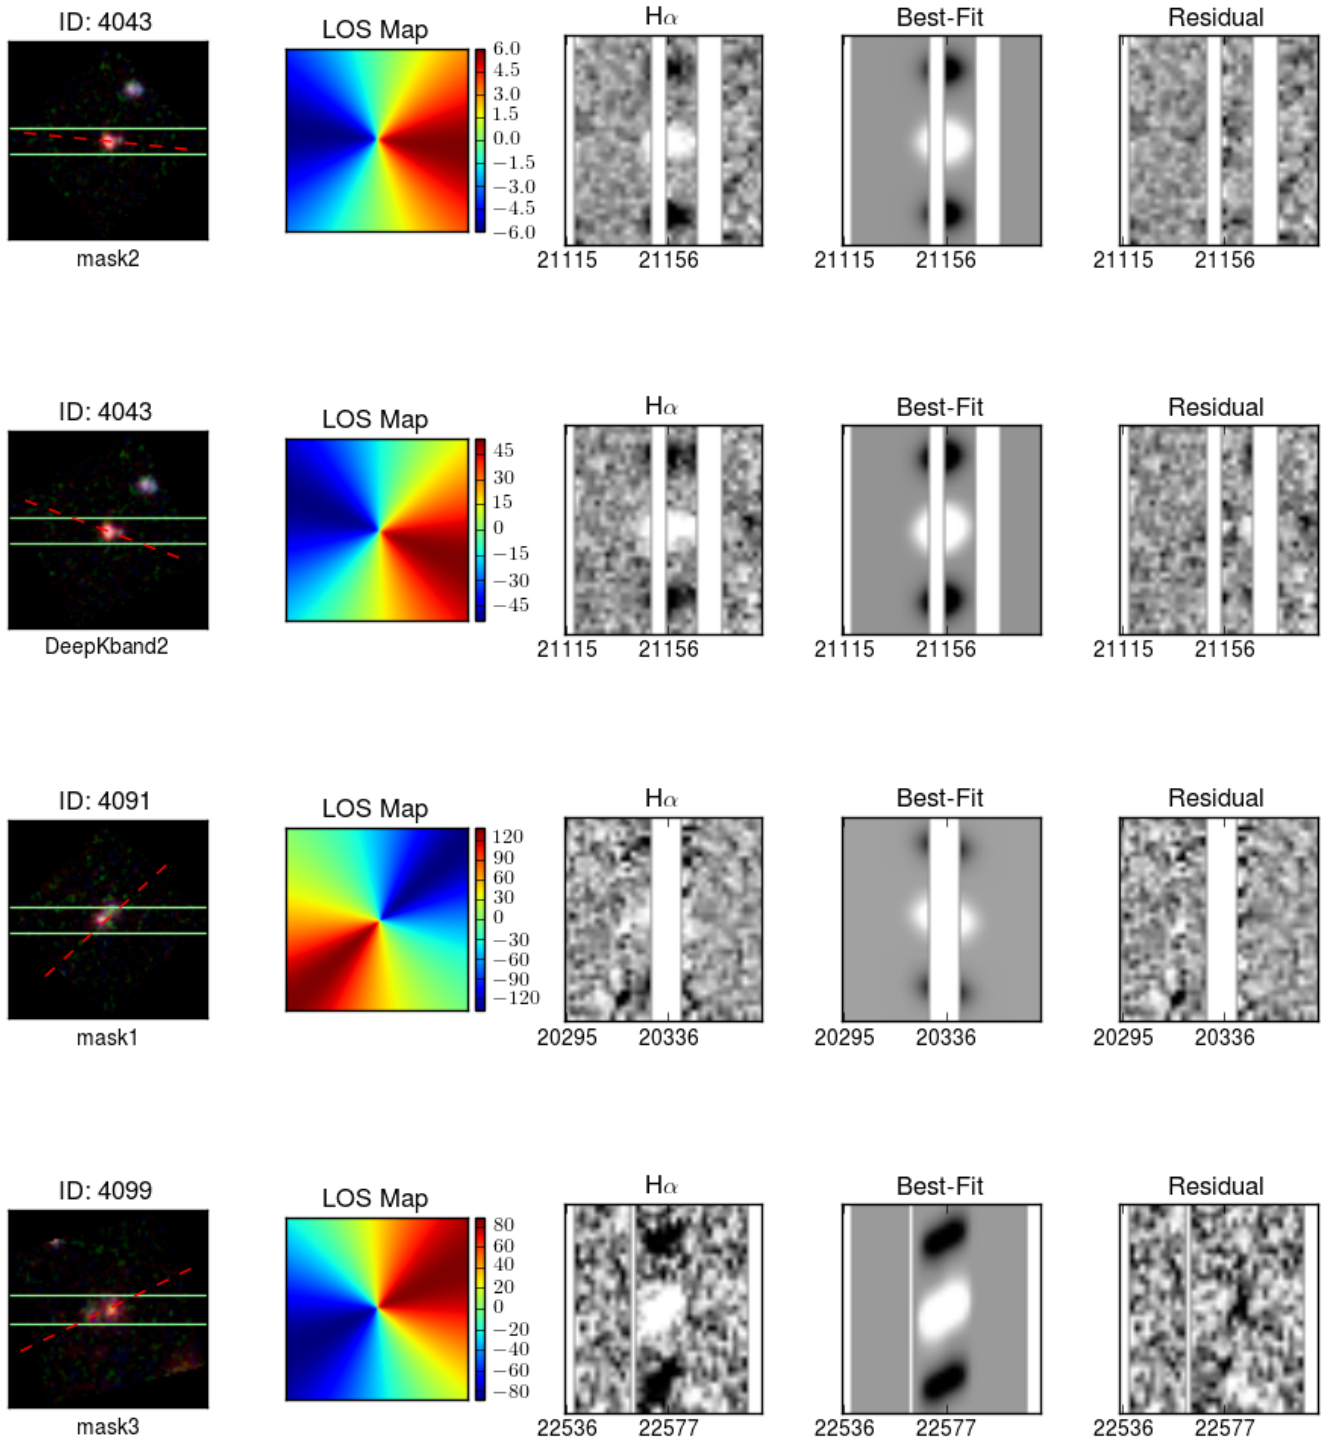 ID: 4043
LOS Map
Hα
Best-Fit
Residual
6.0
4.5
3.0
1.5
0.0
−1.5
−3.0
−4.5
−6.0
mask2
21115 21156
21115 21156
21115 21156
ID: 4043
LOS Map
Hα
Best-Fit
Residual
45
30
15
0
−15
−30
−45
DeepKband2
21115 21156
21115 21156
21115 21156
ID: 4091
LOS Map
Hα
Best-Fit
Residual
120
90
60
30
0
−30
−60
−90
−120
mask1
20295 20336
20295 20336
20295 20336
ID: 4099
LOS Map
Hα
Best-Fit
Residual
80
60
40
20
0
−20
−40
−60
−80
mask3
22536 22577
22536 22577
22536 22577